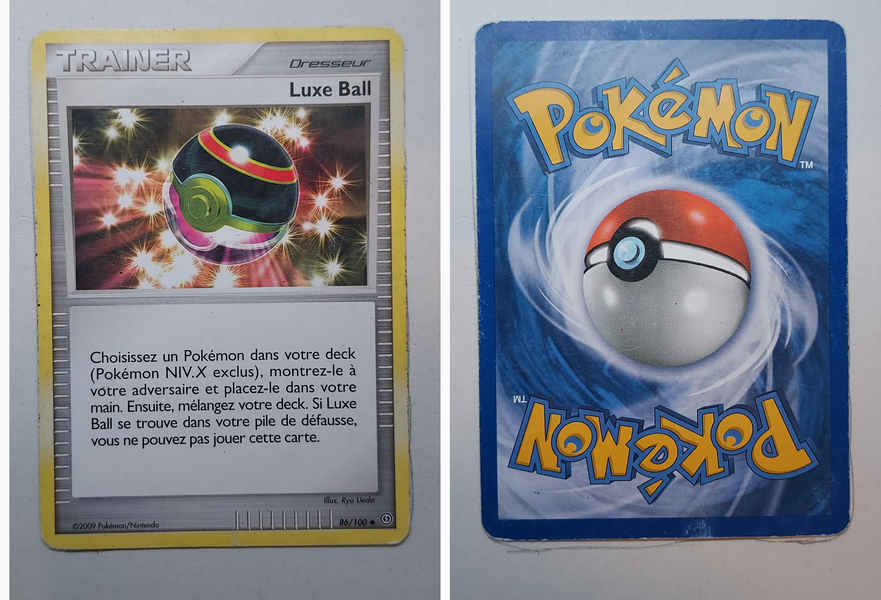 TRAINER
Dresseur
Luxe Ball
Choisissez un Pokémon dans votre deck
(Pokémon NIV.X exclus), montrez-le à
votre adversaire et placez-le dans votre
main. Ensuite, mélangez votre deck. Si Luxe
Ball se trouve dans votre pile de défausse,
vous ne pouvez pas jouer cette carte.
Illus. Ryo Ueda
©2009 Pokémon/Nintendo
86/100
POKéMON
TM
TM
POKéMON